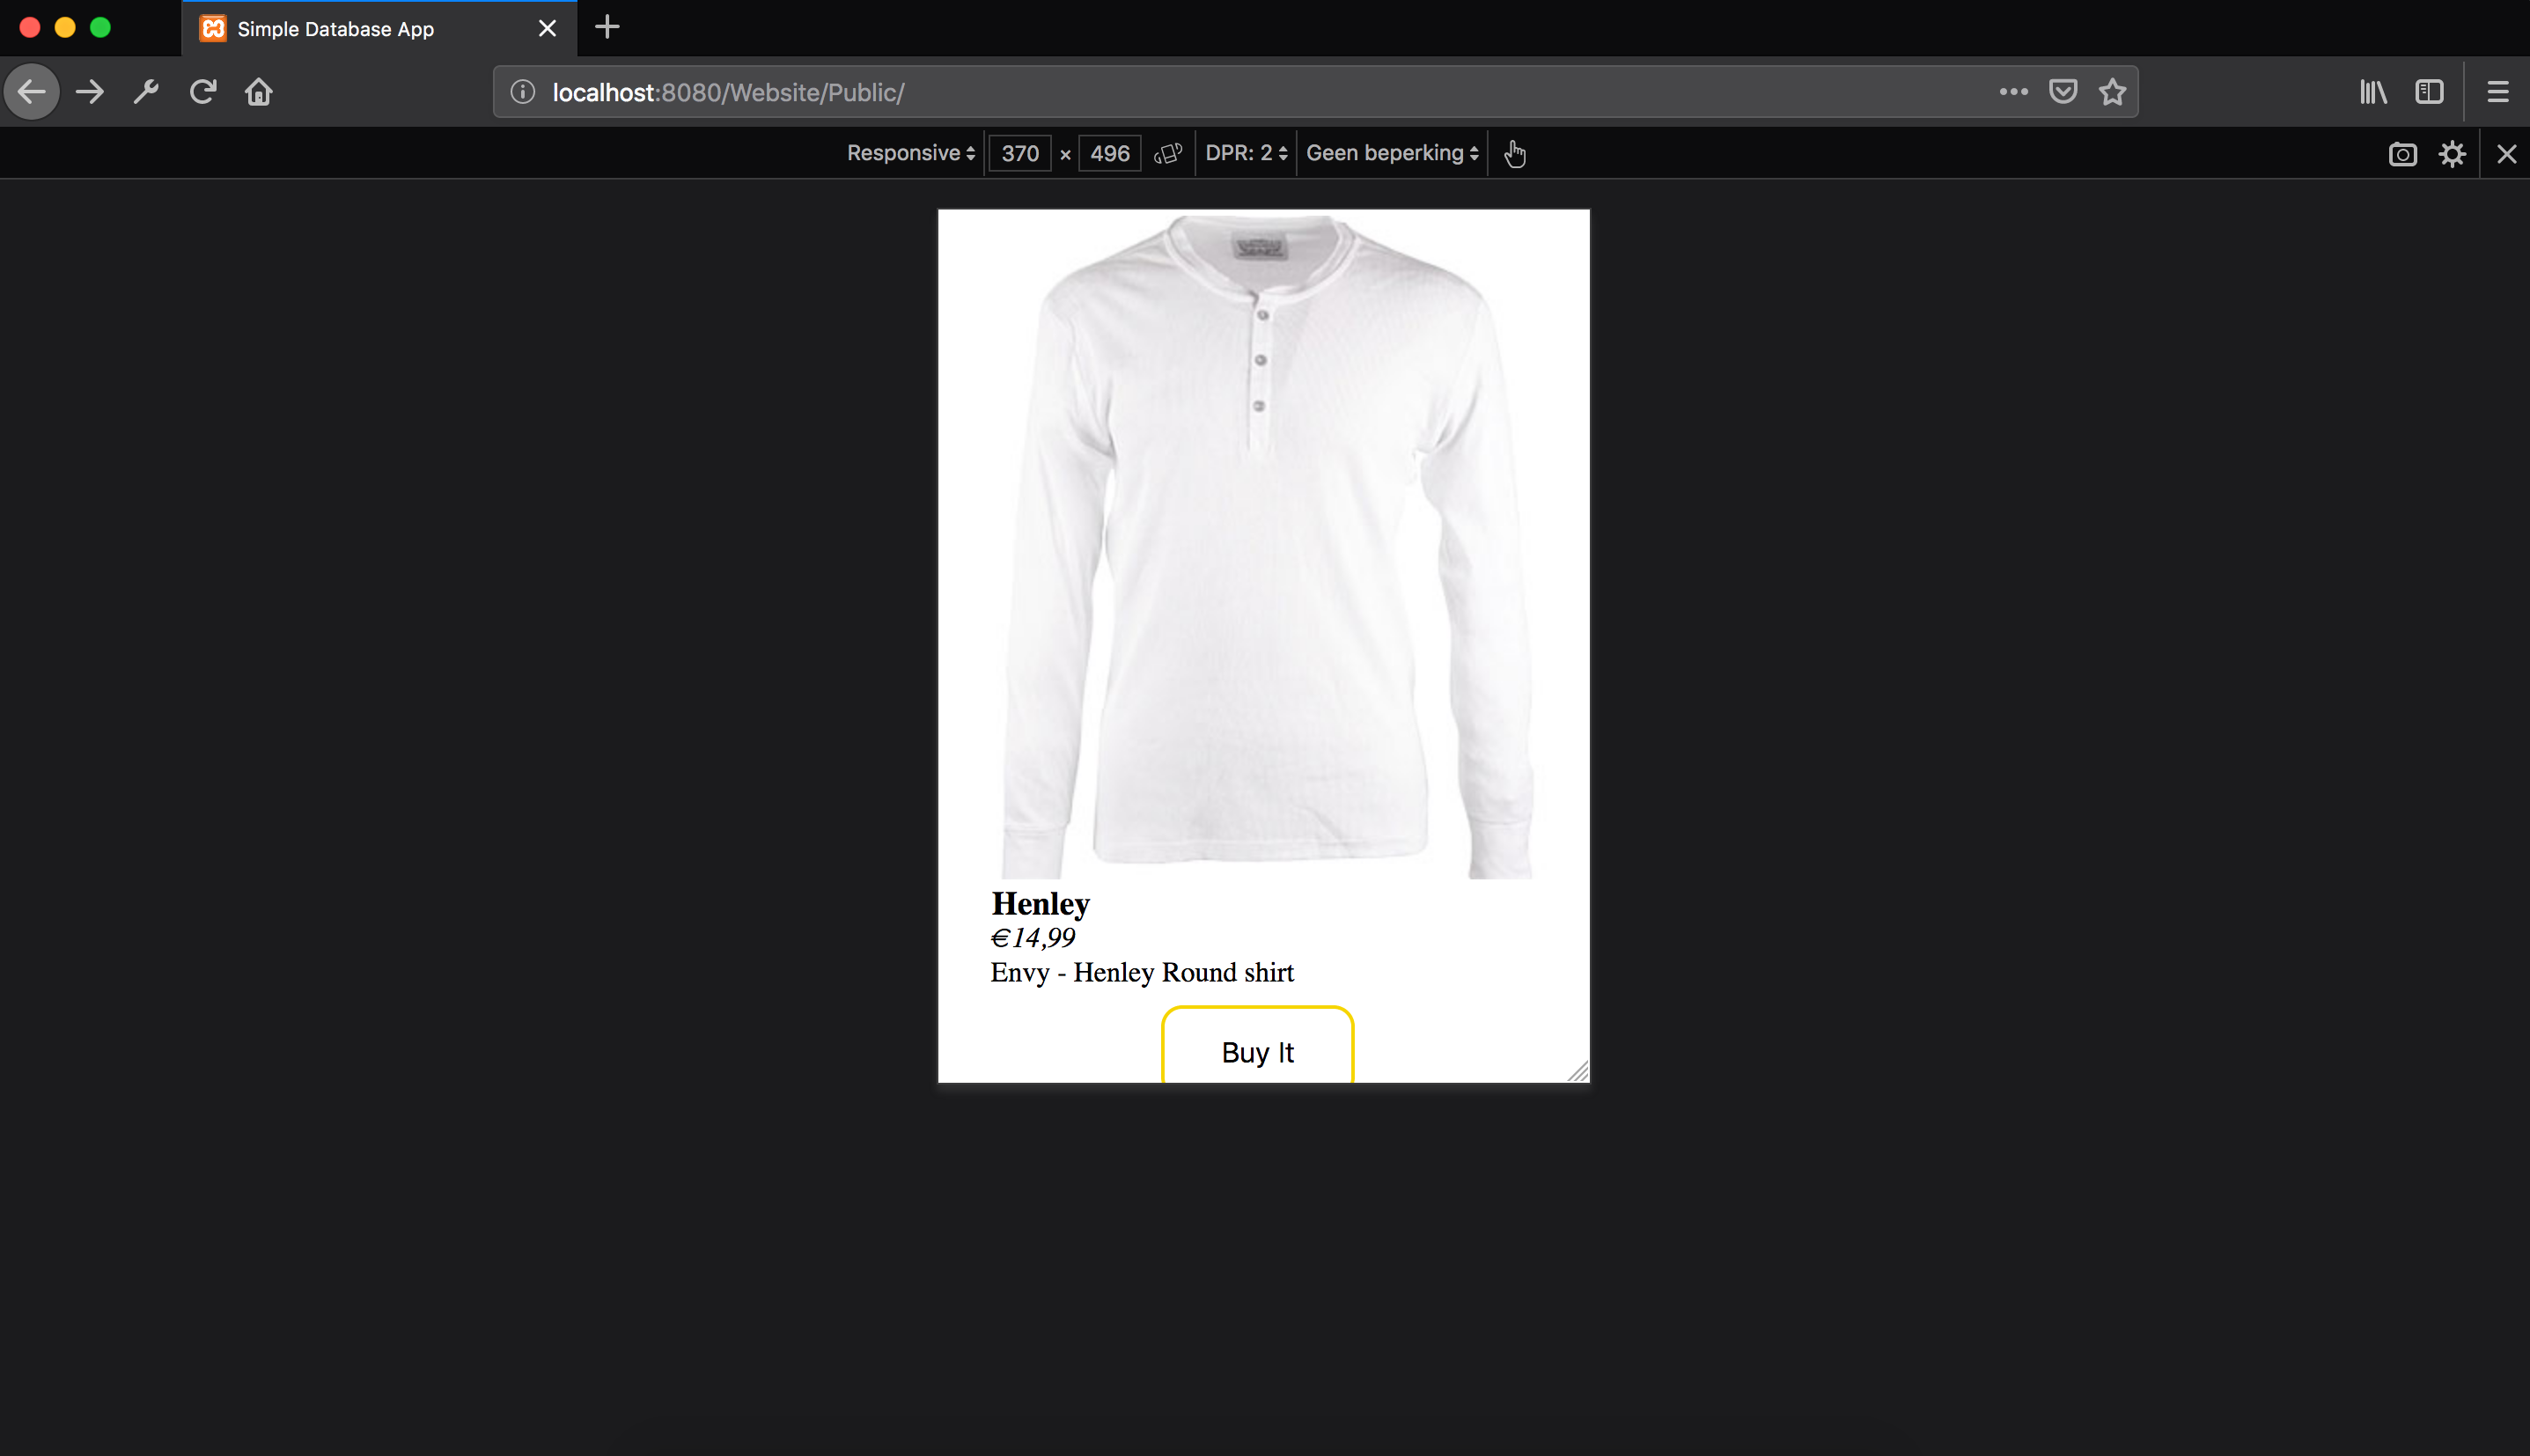 Simple Database App
localhost:8080/Website/Public/
Responsive 370 × 496 DPR: 2 Geen beperking
Henley
€14,99
Envy - Henley Round shirt
Buy It